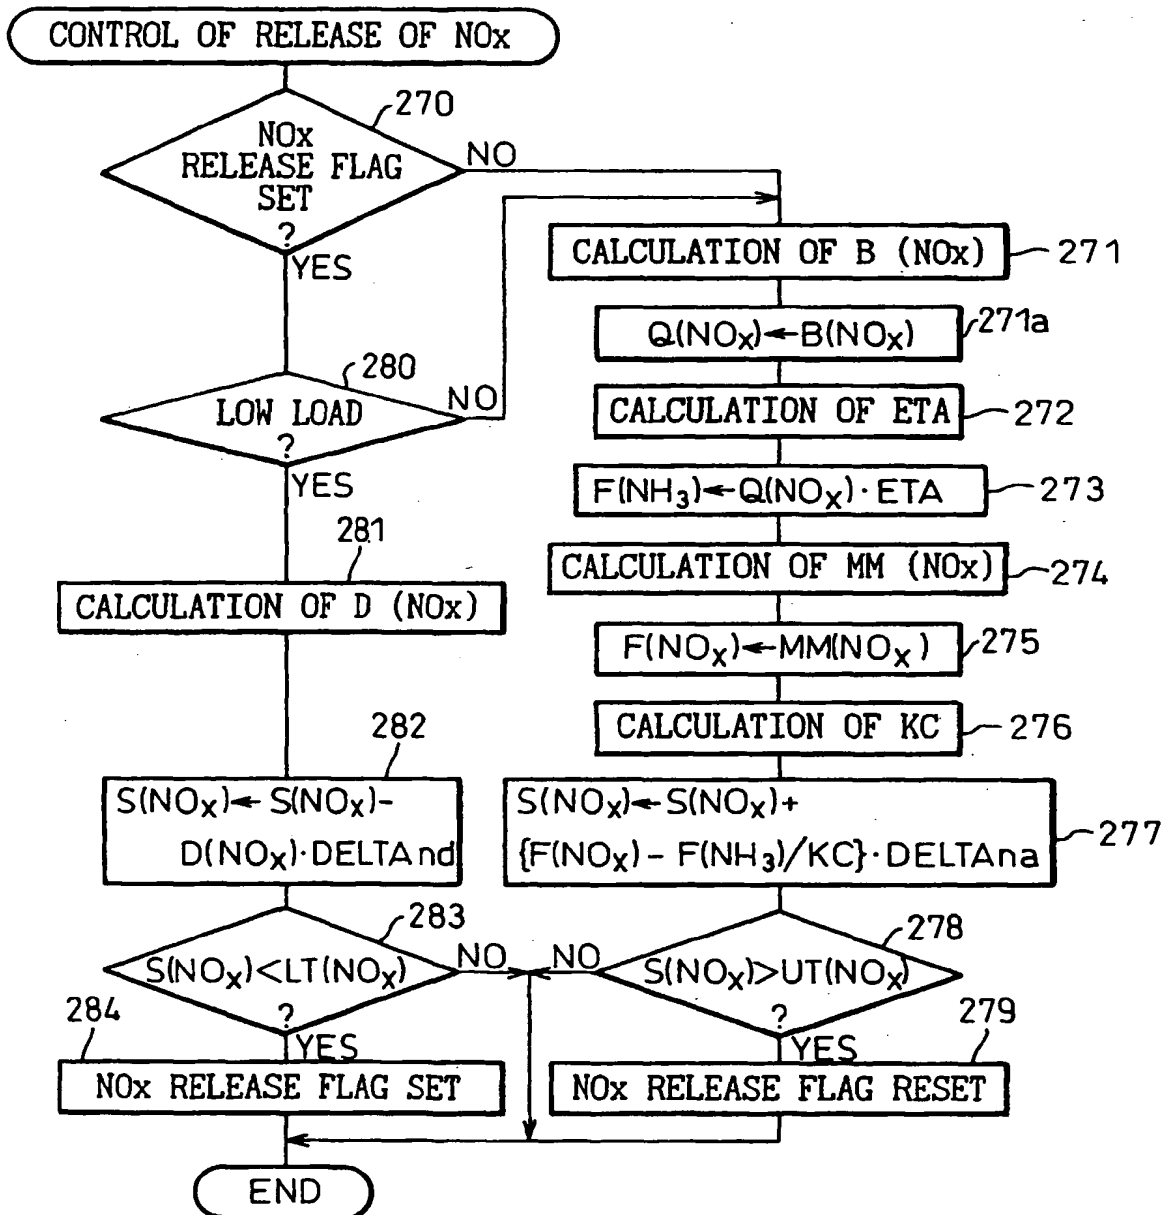 CONTROL OF RELEASE OF NOx
270
NOx
RELEASE FLAG
SET
?
NO
YES
280
LOW LOAD
?
NO
YES
281
CALCULATION OF D (NOx)
282
S(NOx)←S(NOx)-
D(NOx)·DELTAnd
283
S(NOx)<LT(NOx)
?
NO
YES
284
NOx RELEASE FLAG SET
CALCULATION OF B (NOx)
271
Q(NOx)←B(NOx)
271a
CALCULATION OF ETA
272
F(NH3)←Q(NOx)·ETA
273
CALCULATION OF MM (NOx)
274
F(NOx)←MM(NOx)
275
CALCULATION OF KC
276
S(NOx)←S(NOx)+
{F(NOx)-F(NH3)/KC}·DELTAna
277
278
NO
S(NOx)>UT(NOx)
?
YES
279
NOx RELEASE FLAG RESET
END